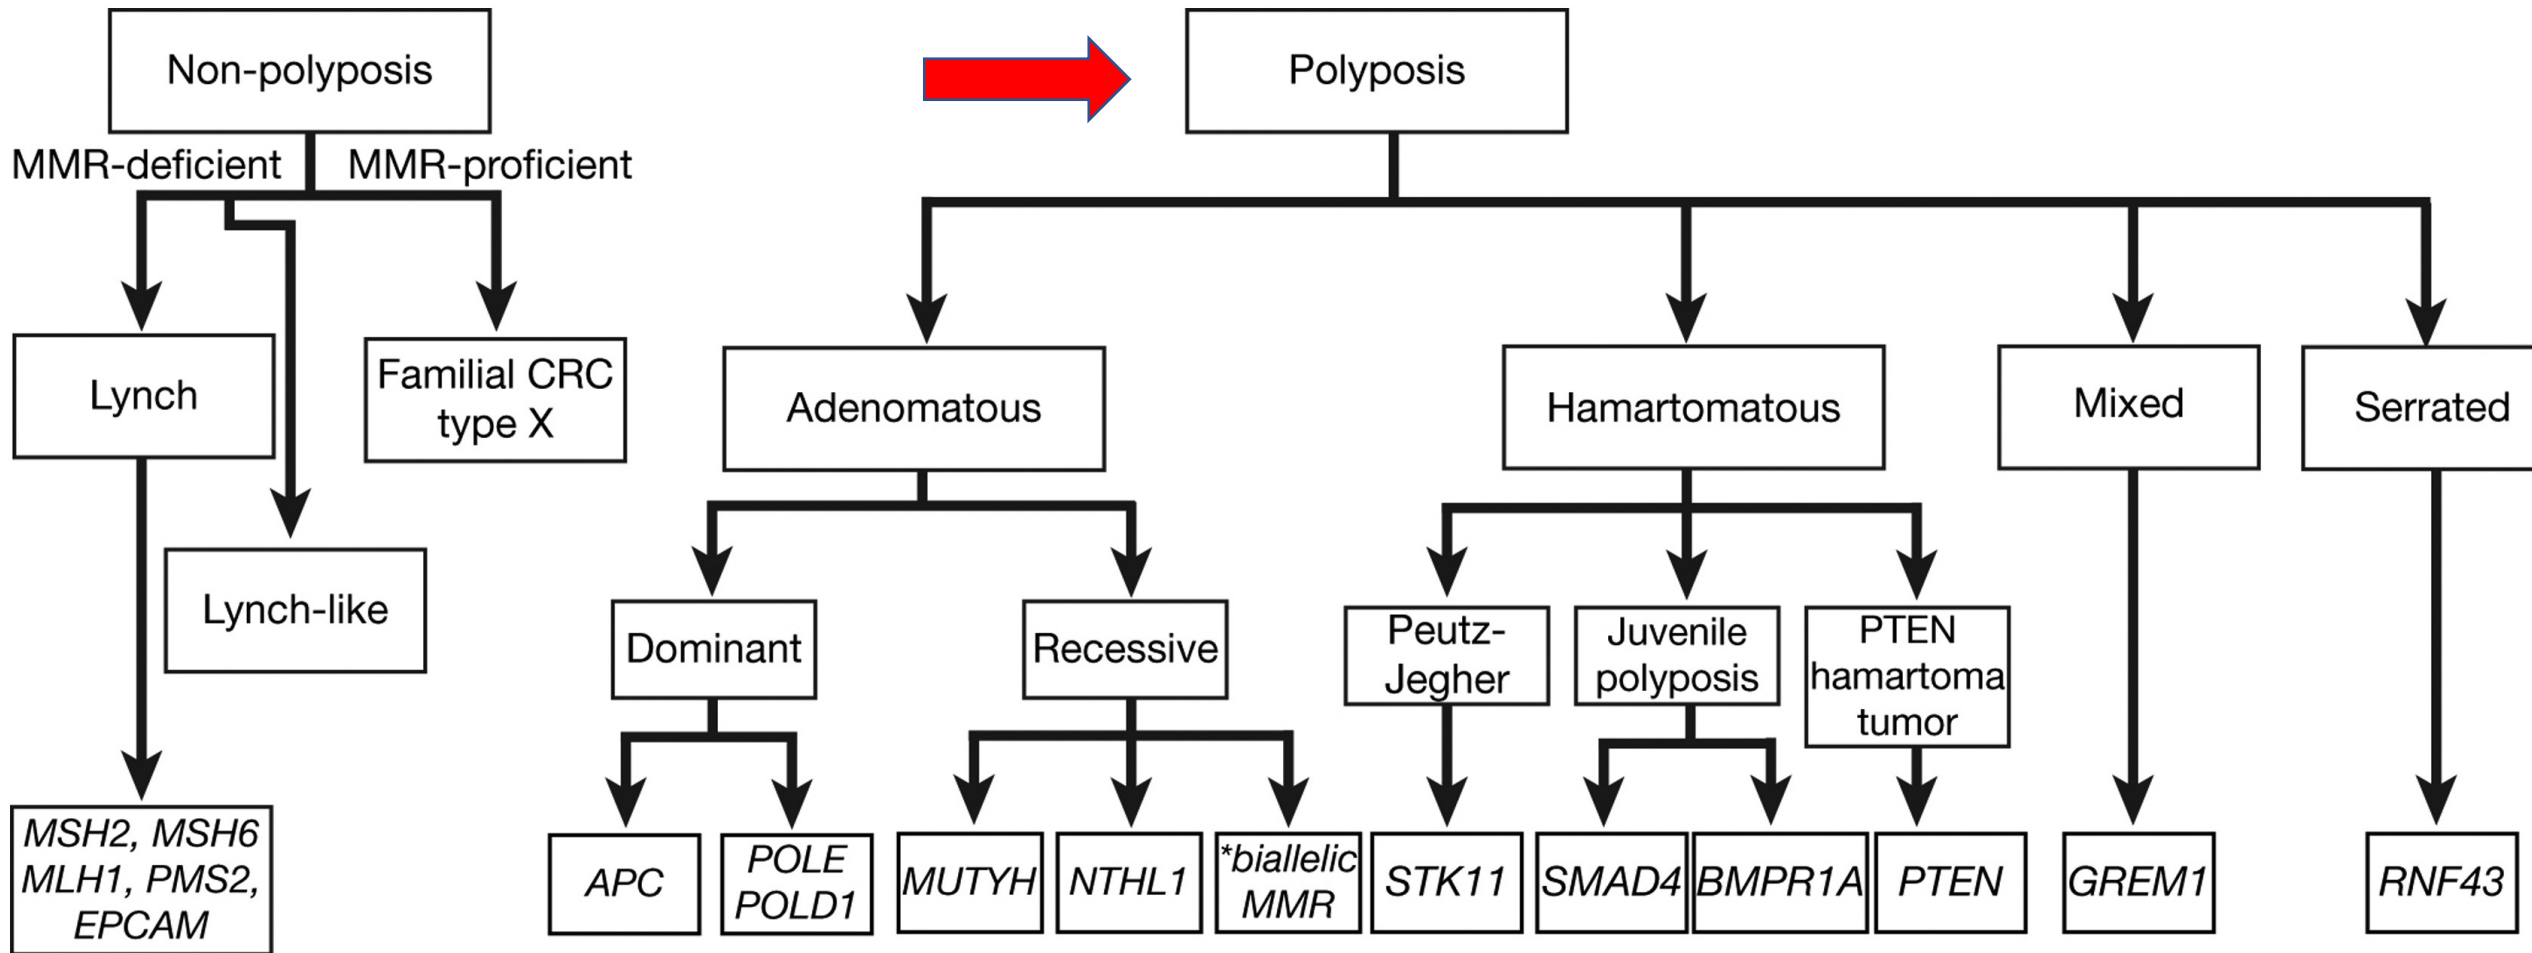 Non-polyposis
Polyposis
MMR-deficient
MMR-proficient
Lynch
Familial CRC
type X
Adenomatous
Hamartomatous
Mixed
Serrated
Lynch-like
Dominant
Recessive
Peutz-
Jegher
Juvenile
polyposis
PTEN
hamartoma
tumor
MSH2, MSH6
MLH1, PMS2,
EPCAM
APC
POLE
POLD1
MUTYH
NTHL1
*biallelic
MMR
STK11
SMAD4
BMPR1A
PTEN
GREM1
RNF43